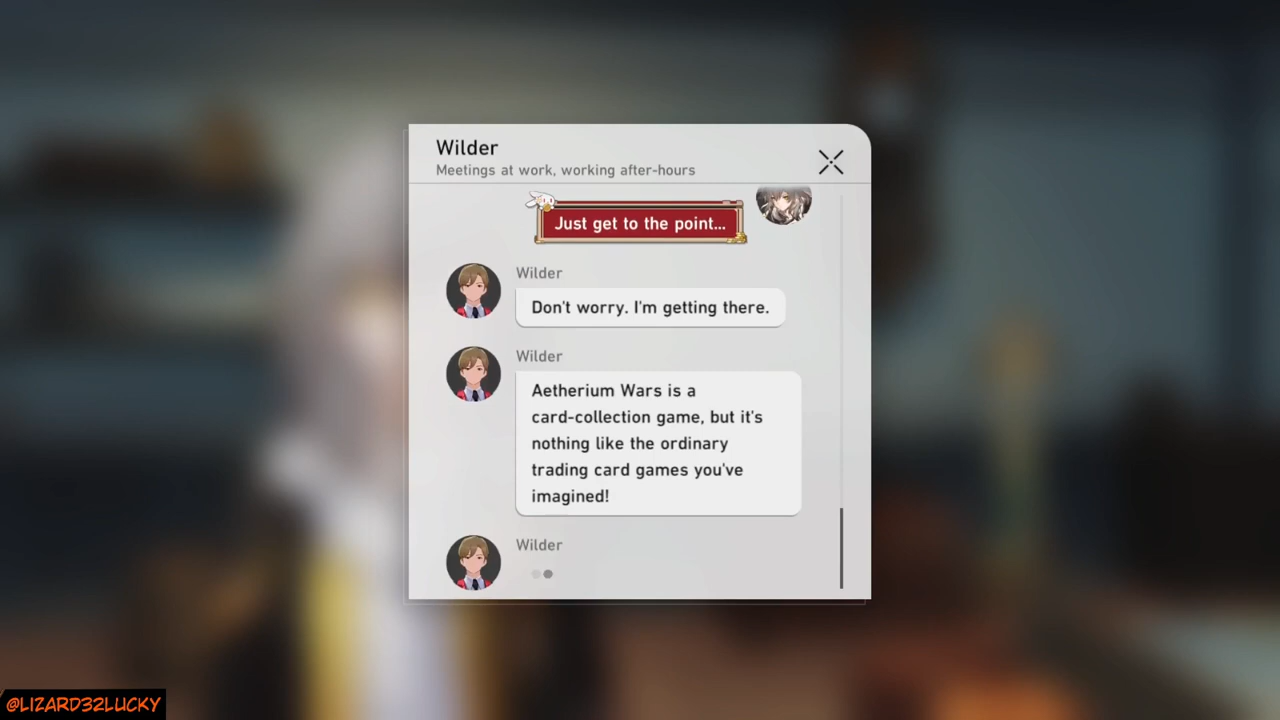 Wilder
Meetings at work, working after-hours
Just get to the point...
Wilder
Don't worry. I'm getting there.
Wilder
Aetherium Wars is a
card-collection game, but it's
nothing like the ordinary
trading card games you've
imagined!
Wilder
@LIZARD32LUCKY